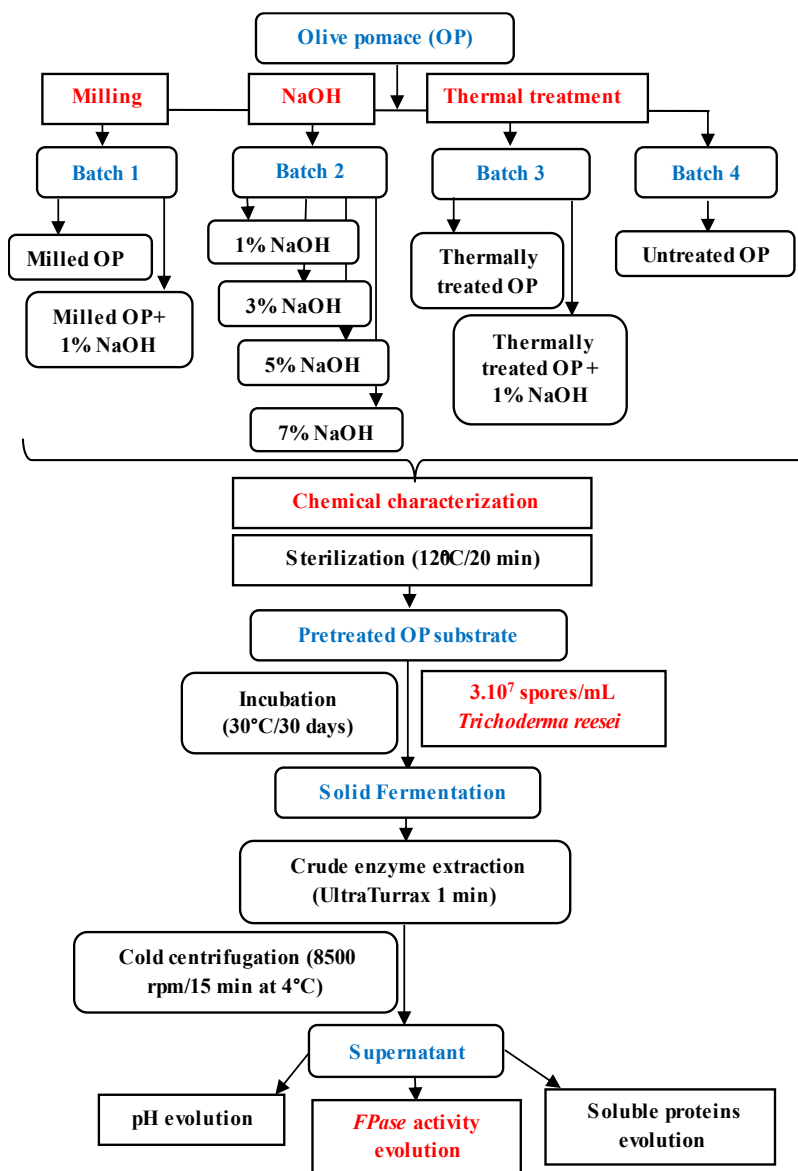 Olive pomace (OP)
Milling
NaOH
Thermal treatment
Batch 1
Batch 2
Batch 3
Batch 4
Milled OP
Milled OP+
1% NaOH
1% NaOH
3% NaOH
5% NaOH
7% NaOH
Thermally
treated OP
Thermally
treated OP +
1% NaOH
Untreated OP
Chemical characterization
Sterilization (120°C/20 min)
Pretreated OP substrate
Incubation
(30°C/30 days)
3.10⁷ spores/mL
Trichoderma reesei
Solid Fermentation
Crude enzyme extraction
(UltraTurrax 1 min)
Cold centrifugation (8500
rpm/15 min at 4°C)
Supernatant
pH evolution
FPase activity
evolution
Soluble proteins
evolution